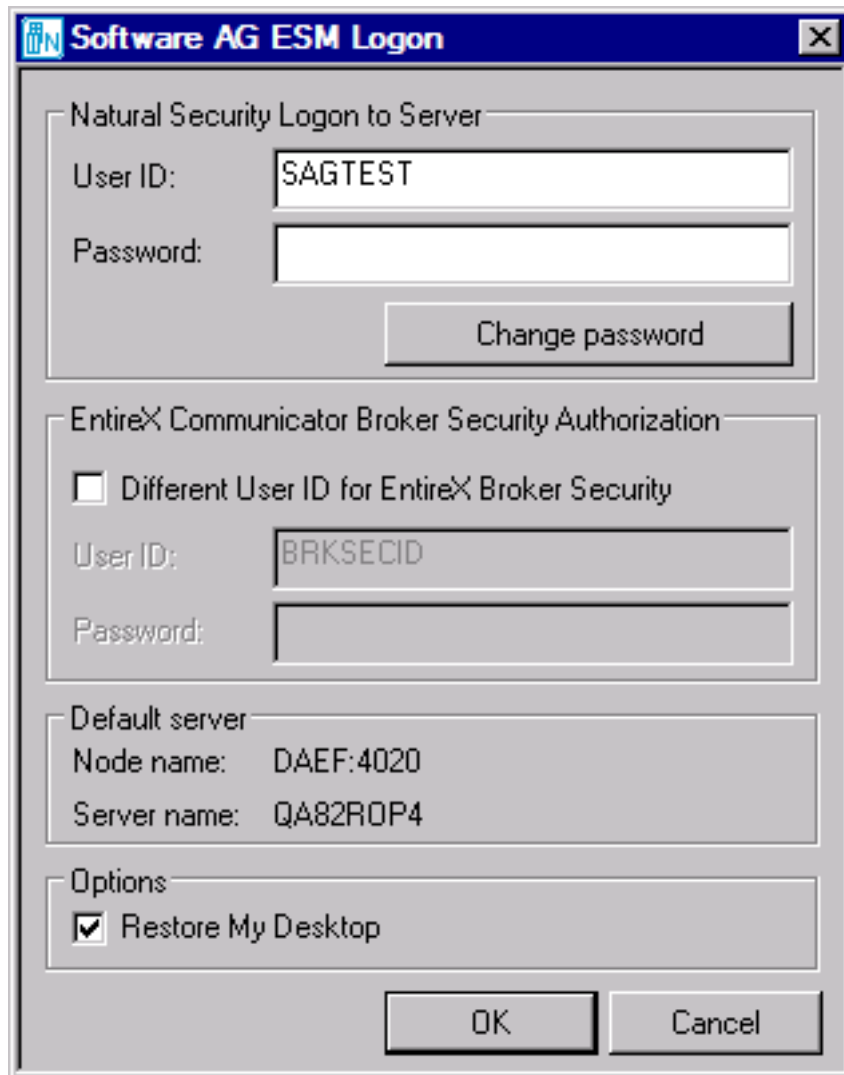 Software AG ESM Logon
Natural Security Logon to Server
User ID: SAGTEST
Password:
Change password
EntireX Communicator Broker Security Authorization
Different User ID for EntireX Broker Security
User ID: BRKSECID
Password:
Default server
Node name: DAEF:4020
Server name: QA82ROP4
Options
Restore My Desktop
OK Cancel